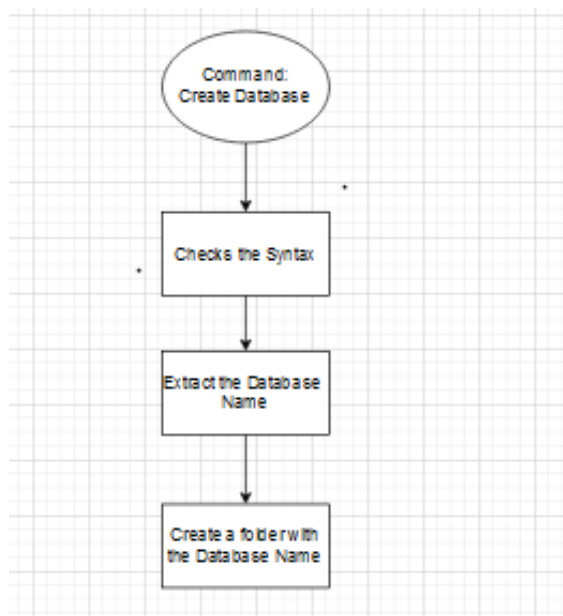 Command:
Create Database
Checks the Syntax
Extract the Database
Name
Create a folder with
the Database Name